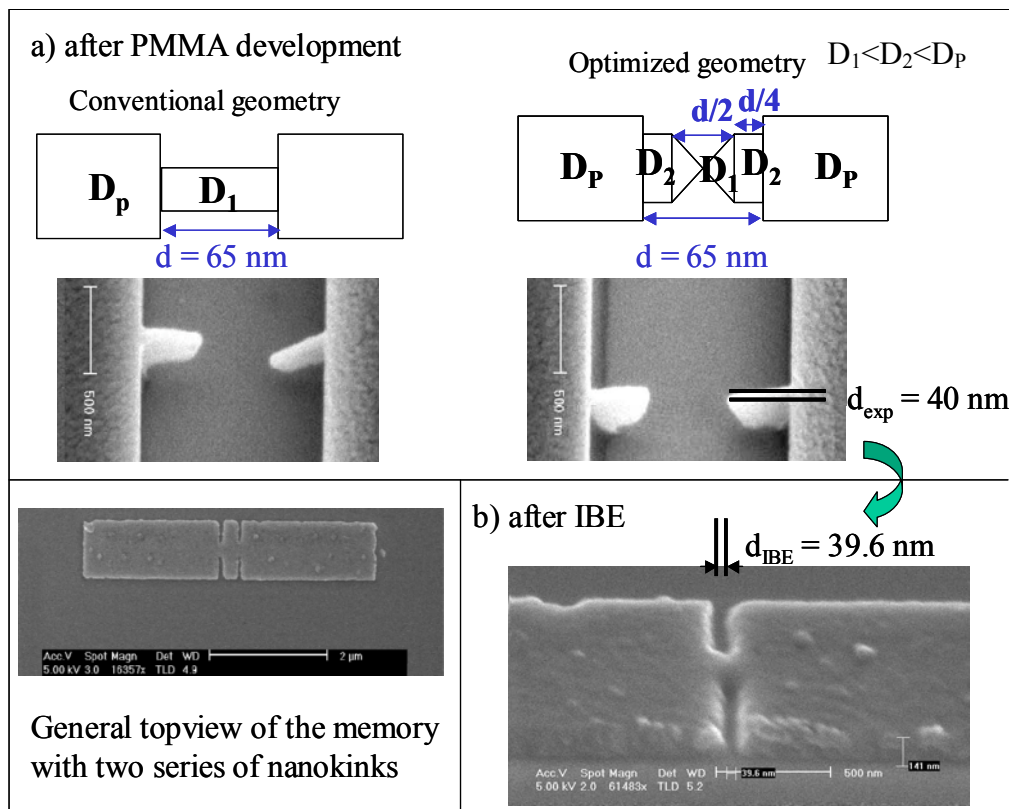 a) after PMMA development
Conventional geometry
Dp D1
d = 65 nm
500 nm
Optimized geometry D1<D2<DP
d/2 d/4
DP D2 D1 D2 DP
d = 65 nm
500 nm
dexp = 40 nm
Acc.V Spot Magn Det WD 2 µm
5.00 kV 3.0 16357x TLD 4.9
General topview of the memory
with two series of nanokinks
b) after IBE
dIBE = 39.6 nm
141 nm
Acc.V Spot Magn Det WD 39.6 nm 500 nm
5.00 kV 2.0 61483x TLD 5.2